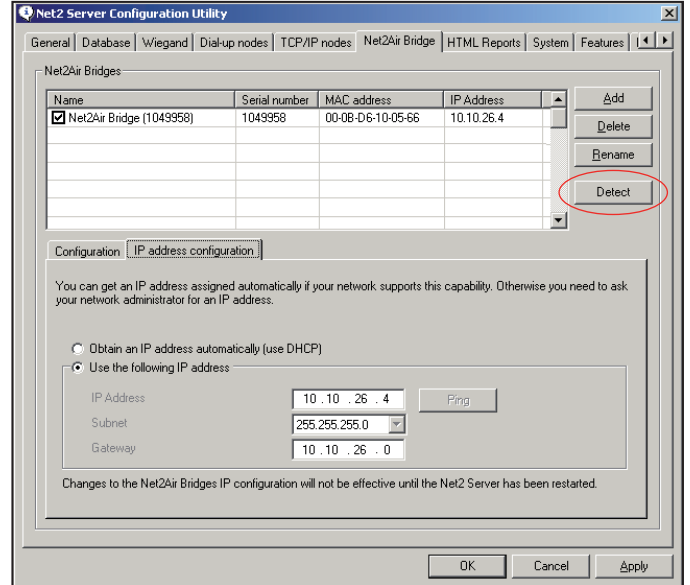 Net2 Server Configuration Utility
General Database Wiegand Dial-up nodes TCP/IP nodes Net2Air Bridge HTML Reports System Features
Net2Air Bridges
Name Serial number MAC address IP Address
Net2Air Bridge (1049958) 1049958 00-0B-D6-10-05-66 10.10.26.4
Add
Delete
Rename
Detect
Configuration IP address configuration
You can get an IP address assigned automatically if your network supports this capability. Otherwise you need to ask
your network administrator for an IP address.
Obtain an IP address automatically (use DHCP)
Use the following IP address
IP Address 10 . 10 . 26 . 4 Ping
Subnet 255.255.255.0
Gateway 10 . 10 . 26 . 0
Changes to the Net2Air Bridges IP configuration will not be effective until the Net2 Server has been restarted.
OK Cancel Apply